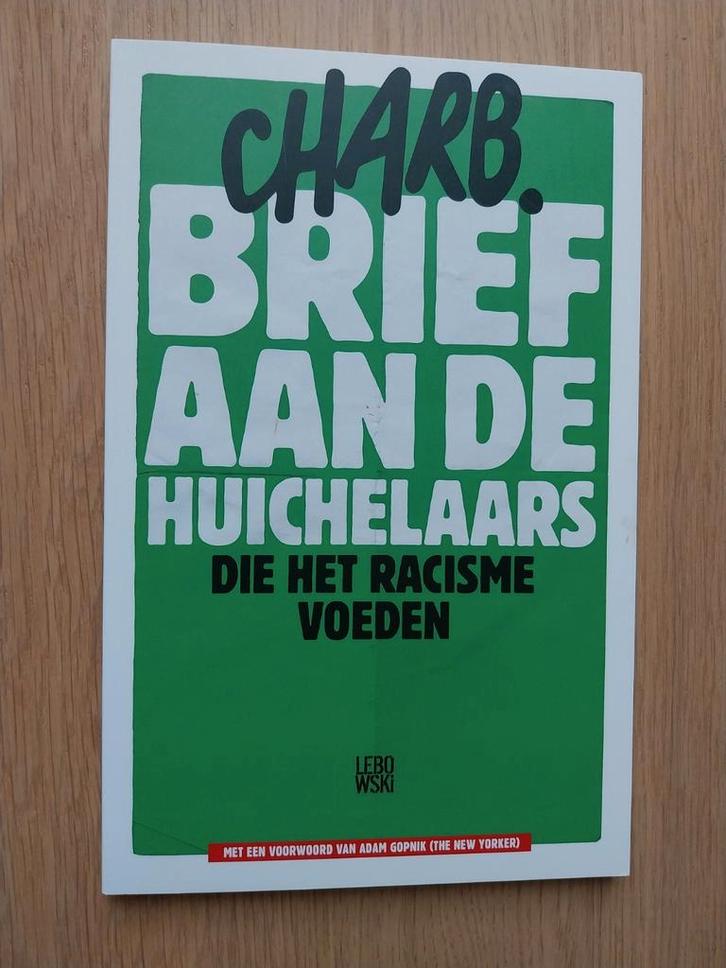 CHARB.
BRIEF
AAN DE
HUICHELAARS
DIE HET RACISME
VOEDEN
LEBO
WSKi
MET EEN VOORWOORD VAN ADAM GOPNIK (THE NEW YORKER)